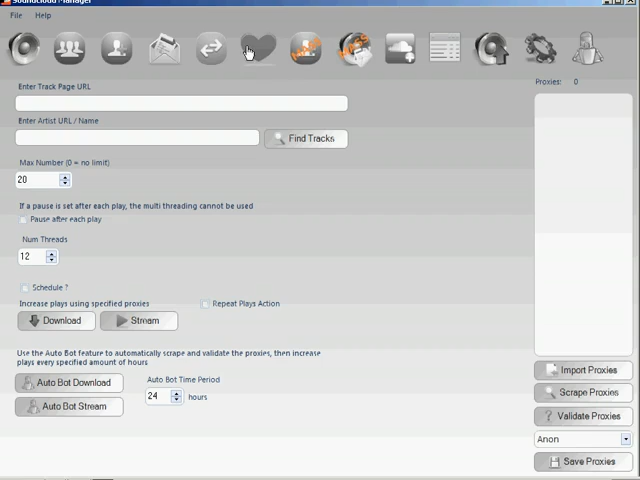 Soundcloud Manager
File Help
Proxies: 0
Enter Track Page URL
Enter Artist URL / Name
Find Tracks
Max Number (0 = no limit)
20
If a pause is set after each play, the multi threading cannot be used
Pause after each play
Num Threads
12
Schedule ?
Increase plays using specified proxies
Repeat Plays Action
Download
Stream
Use the Auto Bot feature to automatically scrape and validate the proxies, then increase
plays every specified amount of hours
Auto Bot Download
Auto Bot Time Period
24 hours
Auto Bot Stream
Import Proxies
Scrape Proxies
Validate Proxies
Anon
Save Proxies